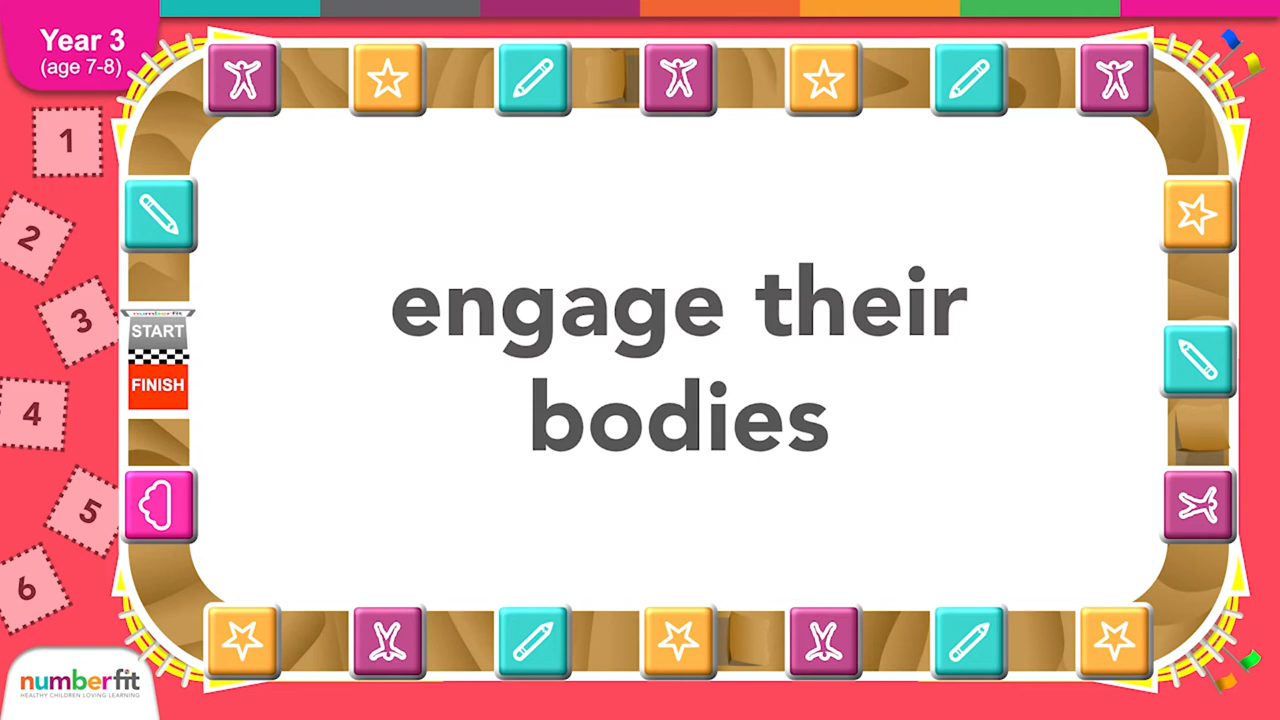 Year 3
(age 7-8)
1
2
3
4
5
6
numberfit
START
FINISH
engage their
bodies
numberfit
HEALTHY CHILDREN LOVING LEARNING